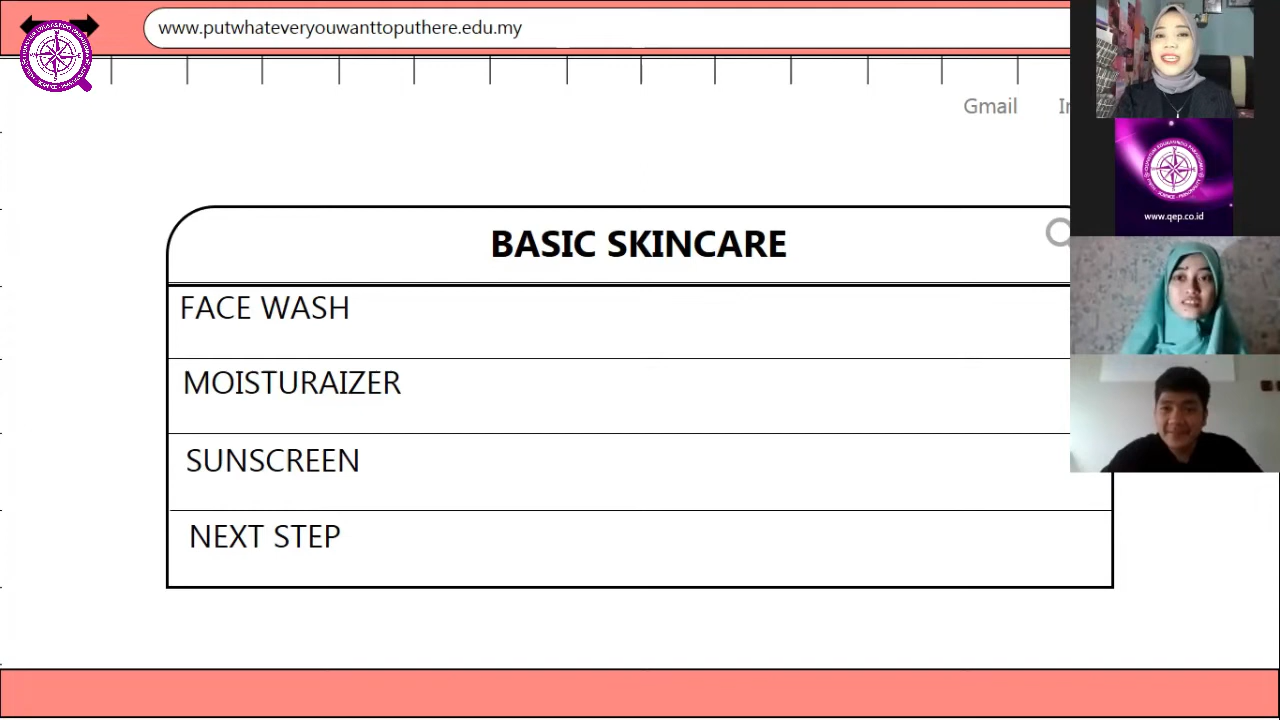 www.putwhateveryouwanttoputhere.edu.my
Gmail
BASIC SKINCARE
FACE WASH
MOISTURAIZER
SUNSCREEN
NEXT STEP
www.qep.co.id